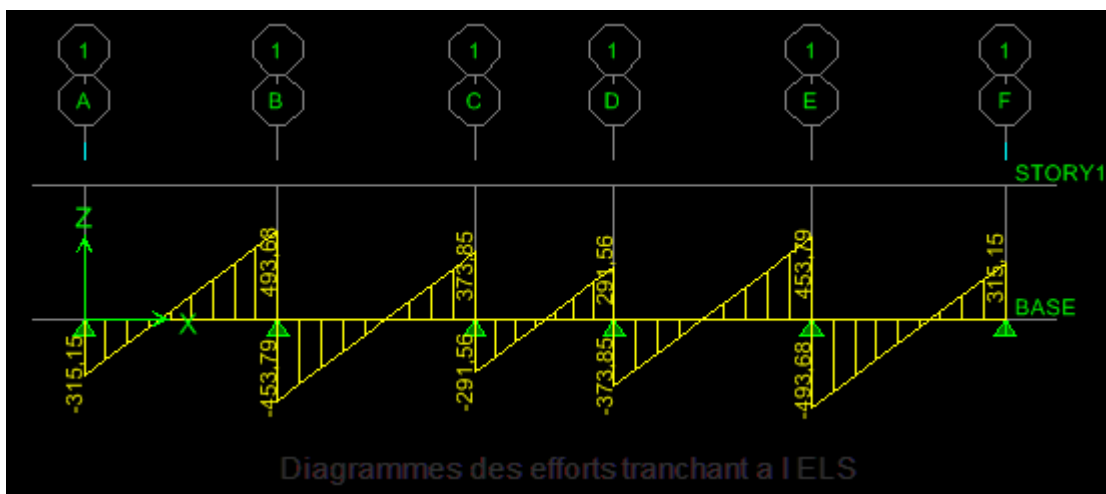 1 1 1 1 1 1
A B C D E F
STORY1
Z
493.68 373.85 291.56 453.79 315.15
X
BASE
-315.15 -453.79 -291.56 -373.85 -493.68
Diagrammes des efforts tranchant a l ELS